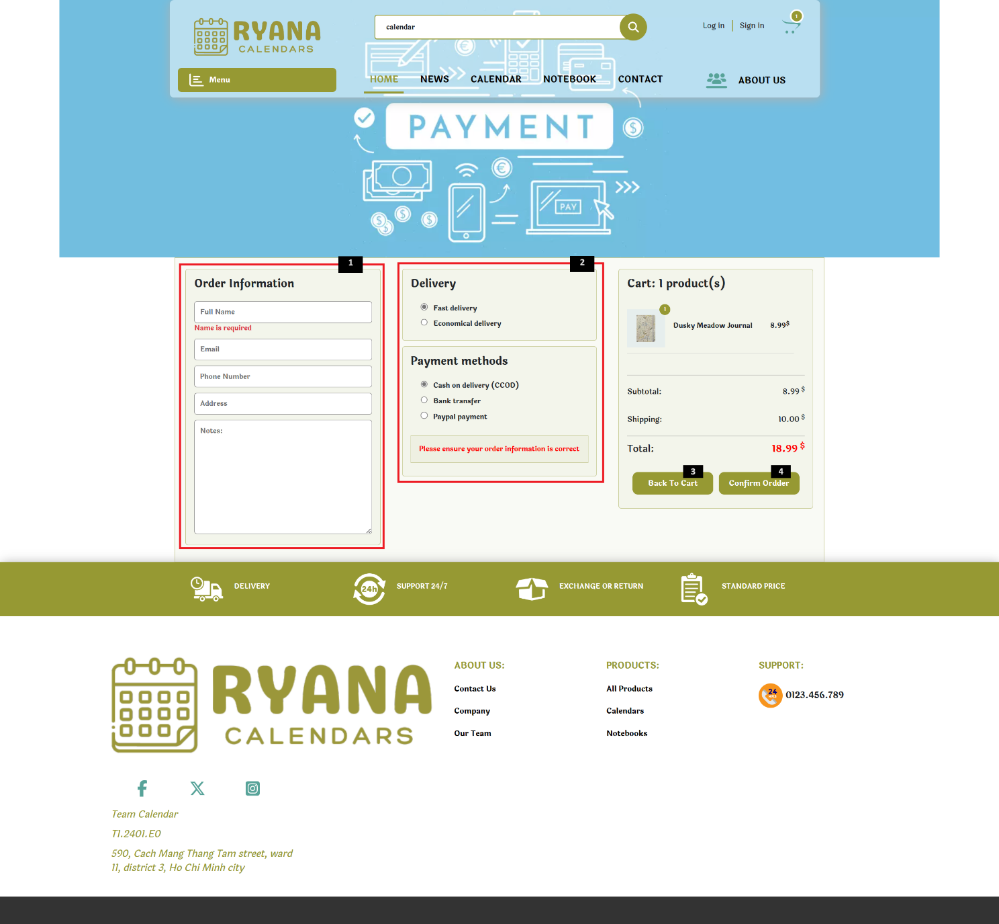 RYANA
CALENDARS
calendar
Log in
Sign in
1
Menu
HOME
NEWS
CALENDAR
NOTEBOOK
CONTACT
ABOUT US
PAYMENT
PAY
1
Order Information
Full Name
Name is required
Email
Phone Number
Address
Notes:
2
Delivery
Fast delivery
Economical delivery
Payment methods
Cash on delivery (CCOD)
Bank transfer
Paypal payment
Please ensure your order information is correct
Cart: 1 product(s)
1
Dusky Meadow Journal 8.99$
Subtotal: 8.99 $
Shipping: 10.00 $
Total: 18.99 $
3
4
Back To Cart
Confirm Ordder
DELIVERY
24h
SUPPORT 24/7
EXCHANGE OR RETURN
STANDARD PRICE
RYANA
CALENDARS
ABOUT US:
Contact Us
Company
Our Team
PRODUCTS:
All Products
Calendars
Notebooks
SUPPORT:
24
0123.456.789
Team Calendar
T1.2401.E0
590, Cach Mang Thang Tam street, ward
11, district 3, Ho Chi Minh city